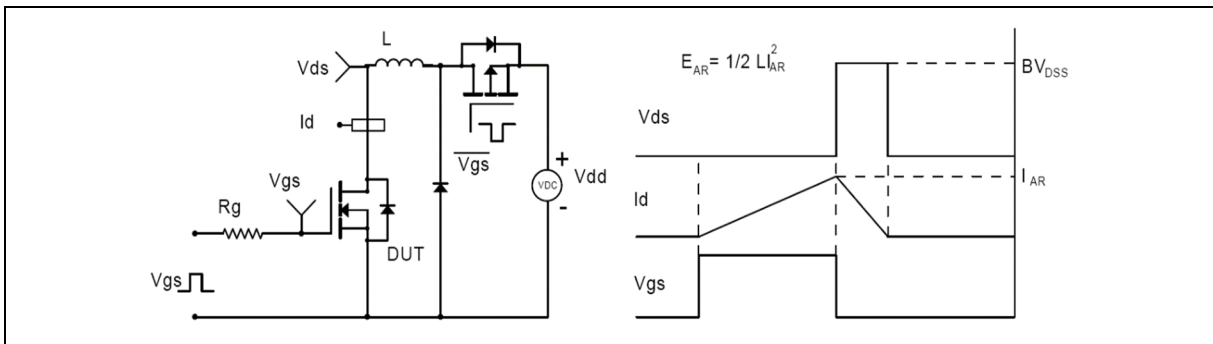 L
Vds
Id
Vgs
Rg
DUT
Vgs
Vgs
VDC
+
Vdd
-
E_AR = 1/2 LI_AR^2
BV_DSS
Vds
I_AR
Id
Vgs